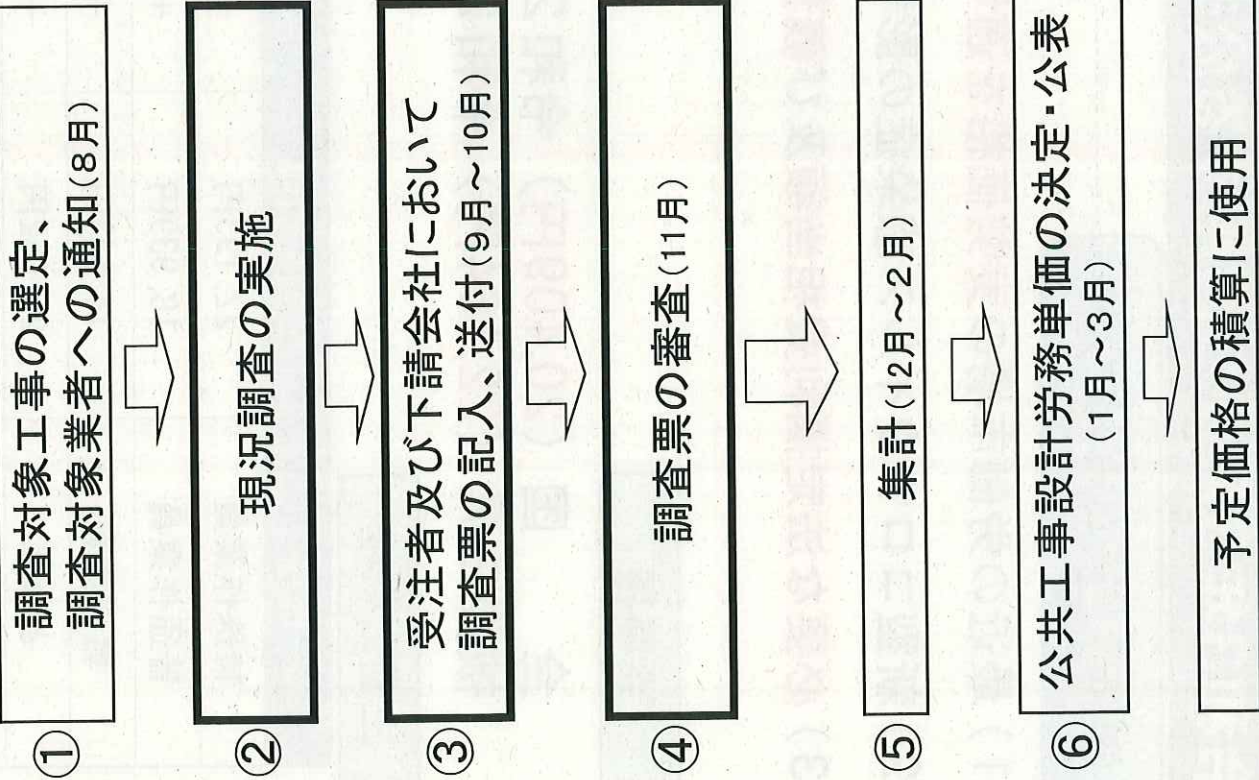 ①
調査対象工事の選定、
調査対象業者への通知(8月)
②
現況調査の実施
③
受注者及び下請会社において
調査票の記入、送付(9月～10月)
④
調査票の審査(11月)
⑤
集計(12月～2月)
⑥
公共工事設計労務単価の決定・公表
(1月～3月)
予定価格の積算に使用